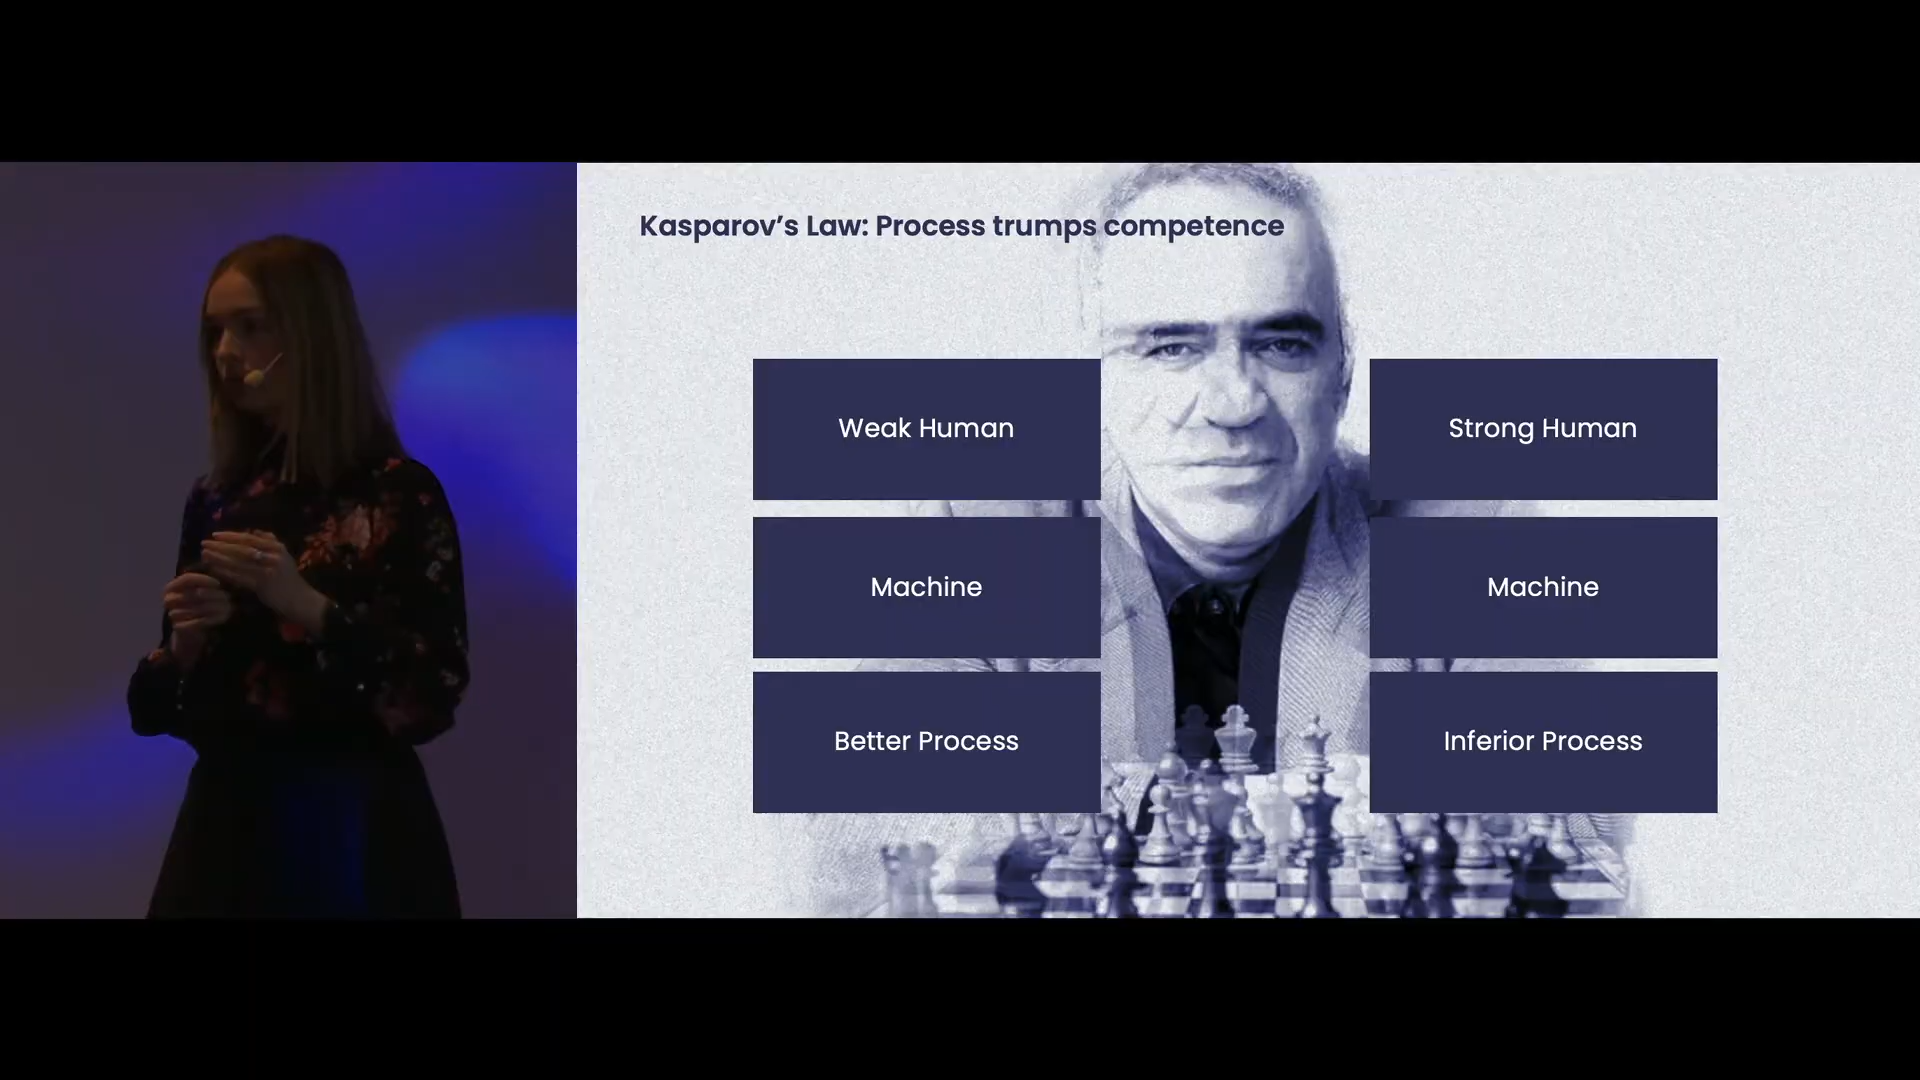 Kasparov’s Law: Process trumps competence
Weak Human
Strong Human
Machine
Machine
Better Process
Inferior Process